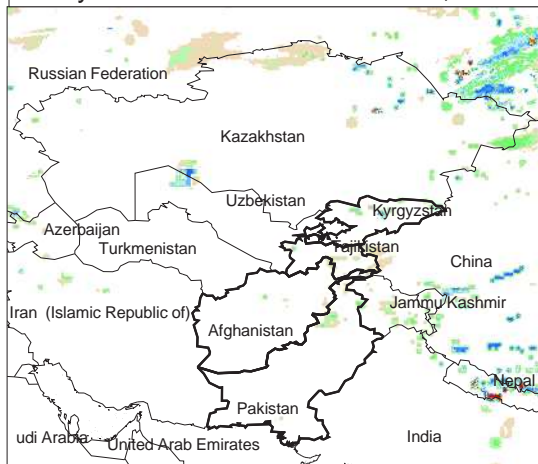 Russian Federation
Kazakhstan
Uzbekistan
Kyrgyzstan
Azerbaijan
Turkmenistan
Tajikistan
China
Iran (Islamic Republic of)
Jammu Kashmir
Afghanistan
Nepal
Pakistan
udi Arabia
United Arab Emirates
India